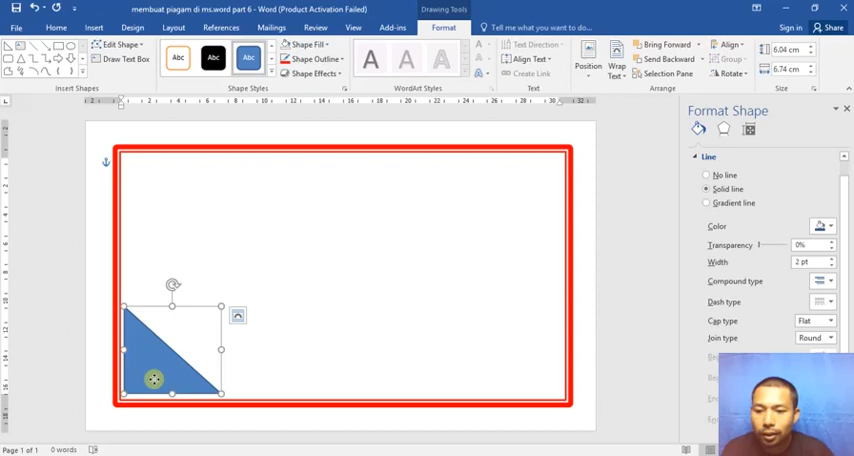 membuat piagam di ms.word part 6 - Word (Product Activation Failed)
Drawing Tools
File Home Insert Draw Design Layout References Mailings Review View Add-ins Format
Tell me what you want to do...
Sign in
Share
Edit Shape
Draw Text Box
Insert Shapes
Abc Abc Abc
Shape Fill
Shape Outline
Shape Effects
Shape Styles
A A A
WordArt Styles
Text Direction
Align Text
Create Link
Text
Position
Wrap Text
Bring Forward
Send Backward
Selection Pane
Align
Group
Rotate
Arrange
6.04 cm
6.74 cm
Size
Format Shape
Line
No line
Solid line
Gradient line
Color
Transparency 0%
Width 2 pt
Compound type
Dash type
Cap type Flat
Join type Round
Page 1 of 1 0 words